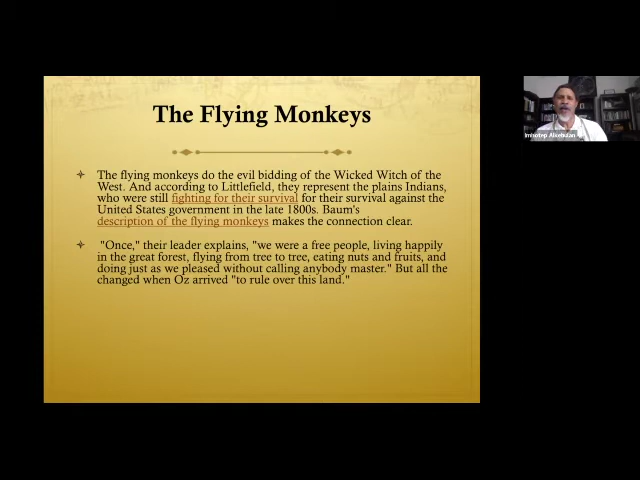 The Flying Monkeys
The flying monkeys do the evil bidding of the Wicked Witch of the
West. And according to Littlefield, they represent the plains Indians,
who were still fighting for their survival for their survival against the
United States government in the late 1800s. Baum's
description of the flying monkeys makes the connection clear.
"Once," their leader explains, "we were a free people, living happily
in the great forest, flying from tree to tree, eating nuts and fruits, and
doing just as we pleased without calling anybody master." But all the
changed when Oz arrived "to rule over this land."
Imhotep